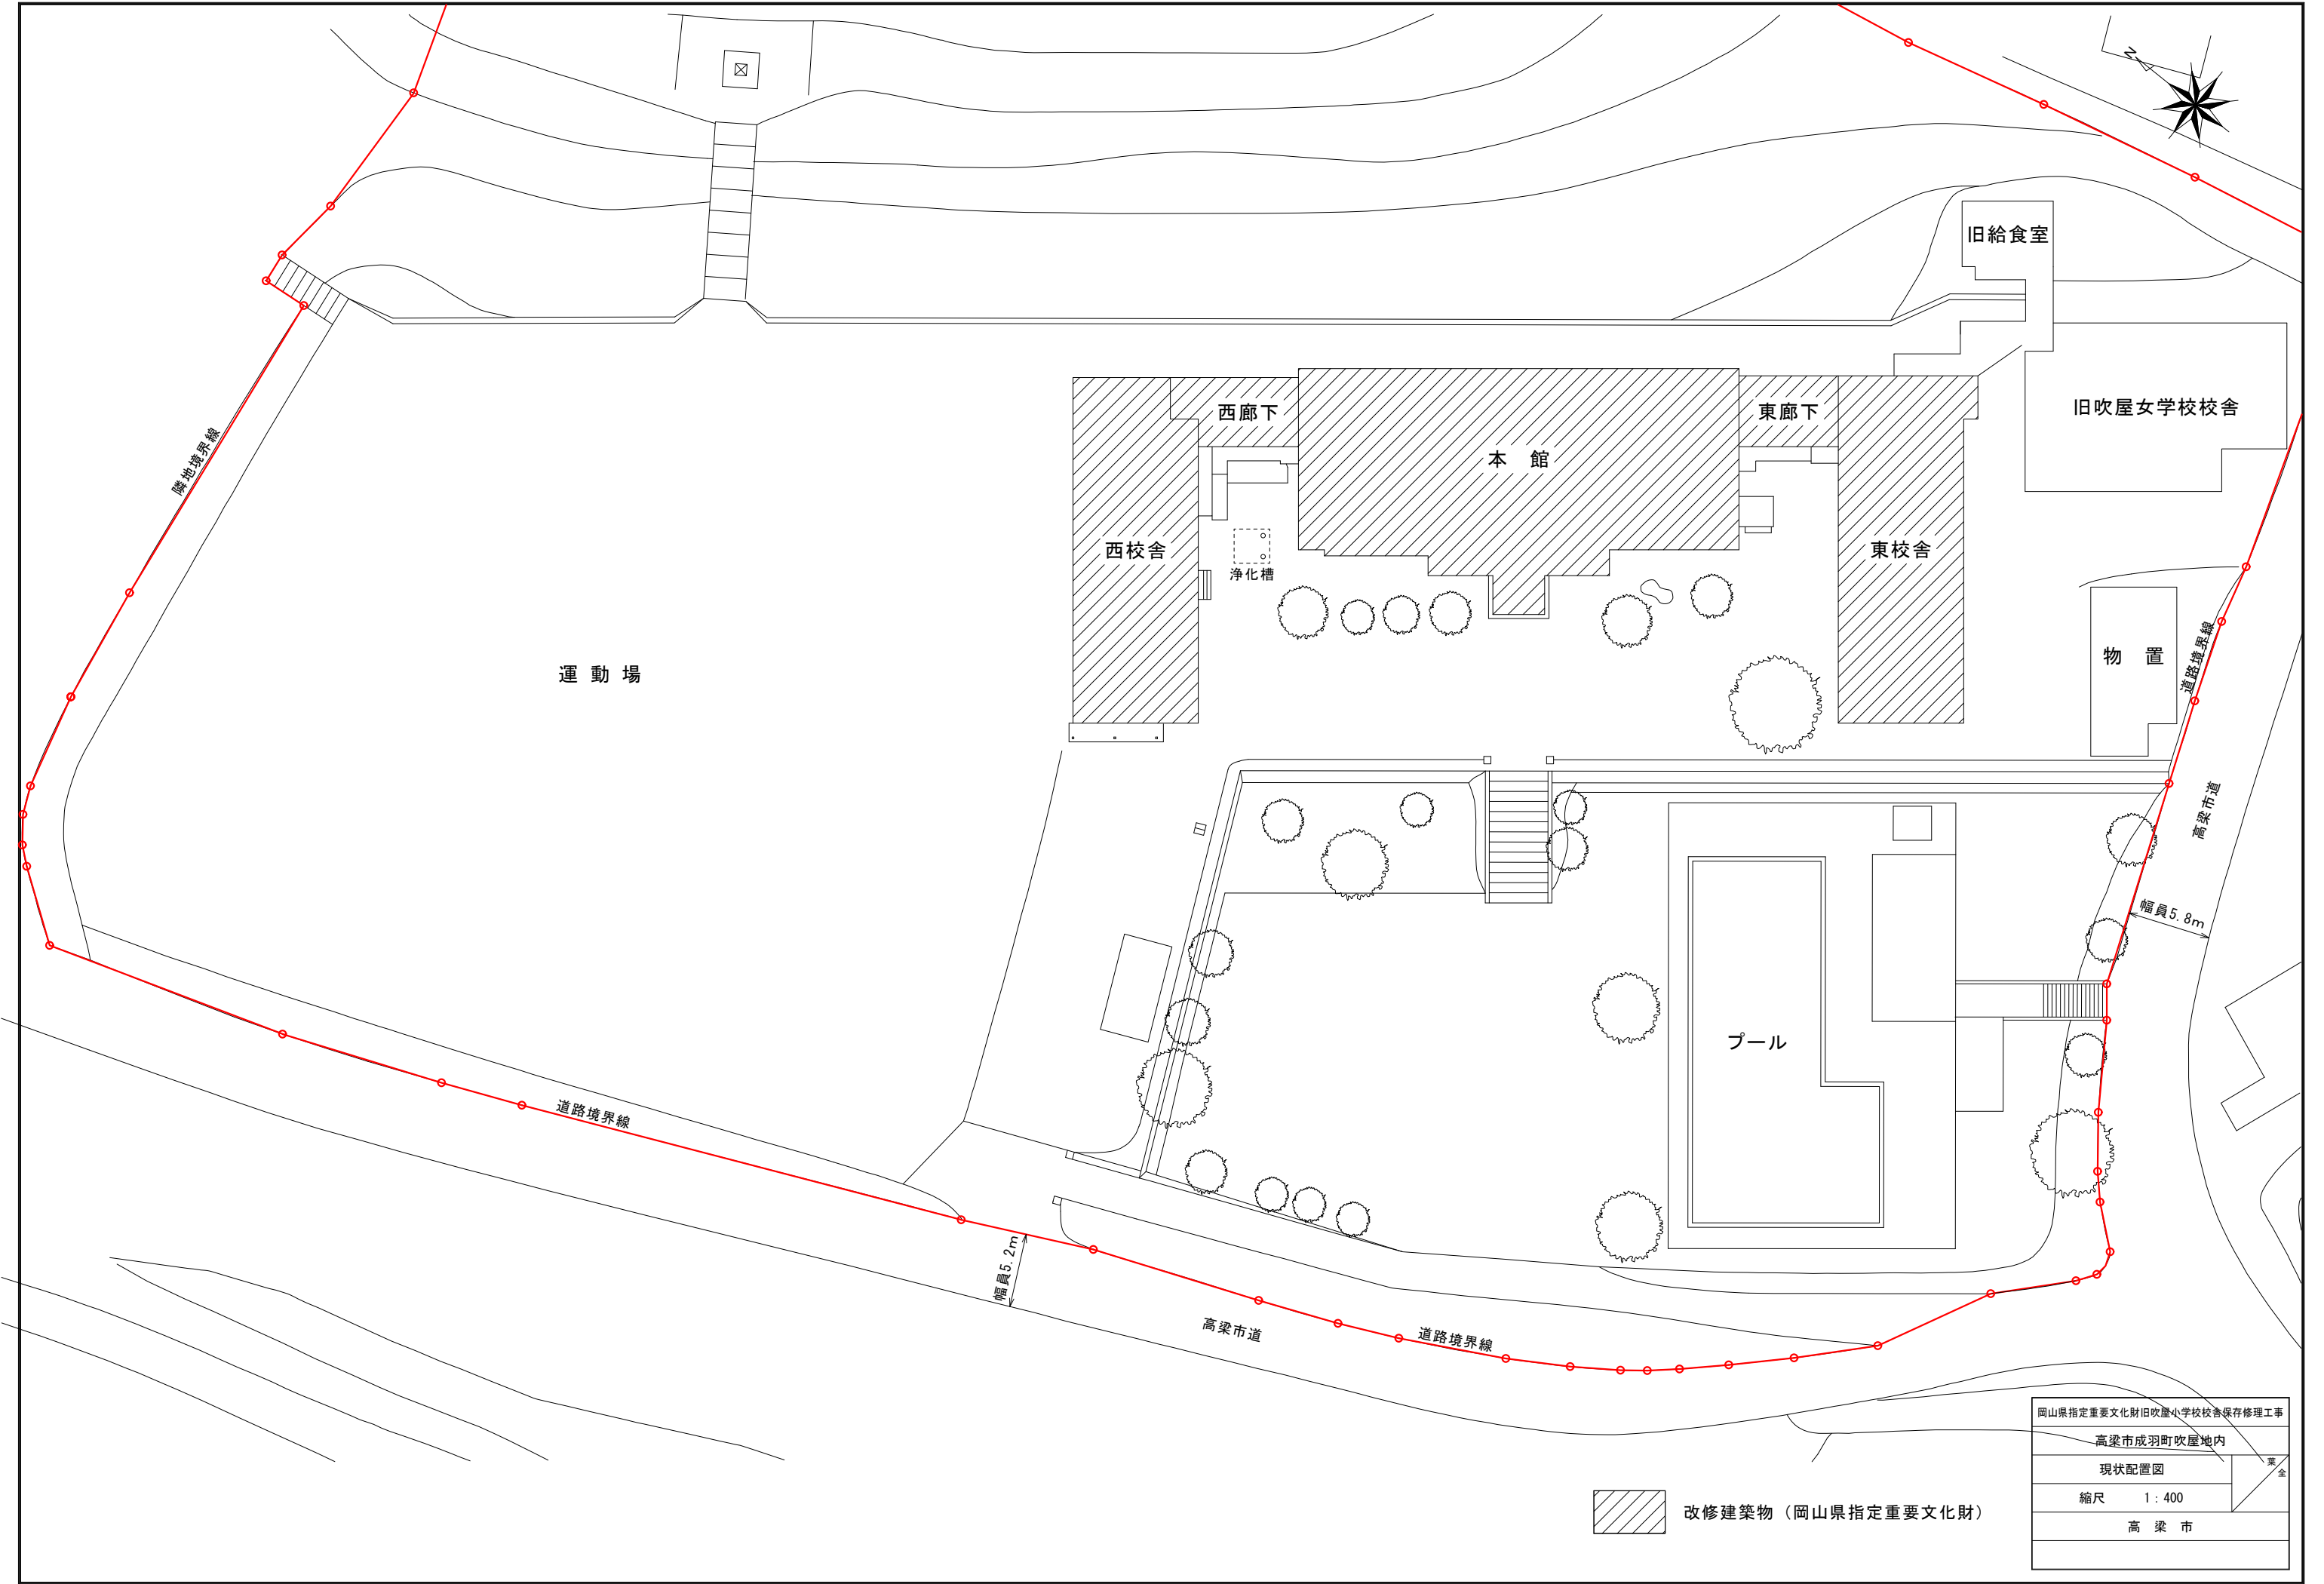 N
旧給食室
西廊下
東廊下
旧吹屋女学校校舎
隣地境界線
本 館
西校舎
東校舎
浄化槽
運 動 場
物 置
道路境界線
高梁市道
幅員5.8m
プール
道路境界線
幅員5.2m
高梁市道
道路境界線
岡山県指定重要文化財旧吹屋小学校校舎保存修理工事
高梁市成羽町吹屋地内
現状配置図
葉
全
縮尺 1:400
高 梁 市
改修建築物(岡山県指定重要文化財)